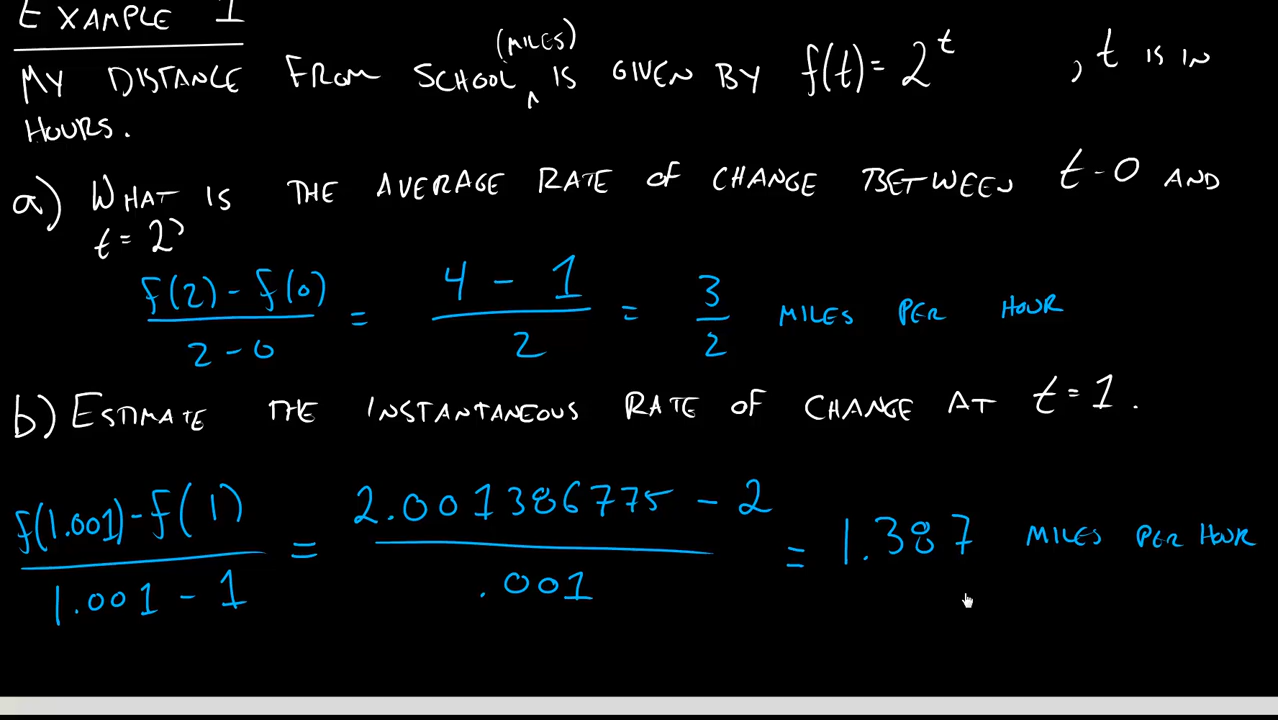 EXAMPLE 1
MY DISTANCE FROM SCHOOL (MILES) IS GIVEN BY f(t) = 2^t , t IS IN
HOURS.
a) WHAT IS THE AVERAGE RATE OF CHANGE BETWEEN t-0 AND
t = 2?
f(2) - f(0) / 2 - 0 = 4 - 1 / 2 = 3 / 2 MILES PER HOUR
b) ESTIMATE THE INSTANTANEOUS RATE OF CHANGE AT t = 1.
f(1.001) - f(1) / 1.001 - 1 = 2.001386775 - 2 / .001 = 1.387 MILES PER HOUR